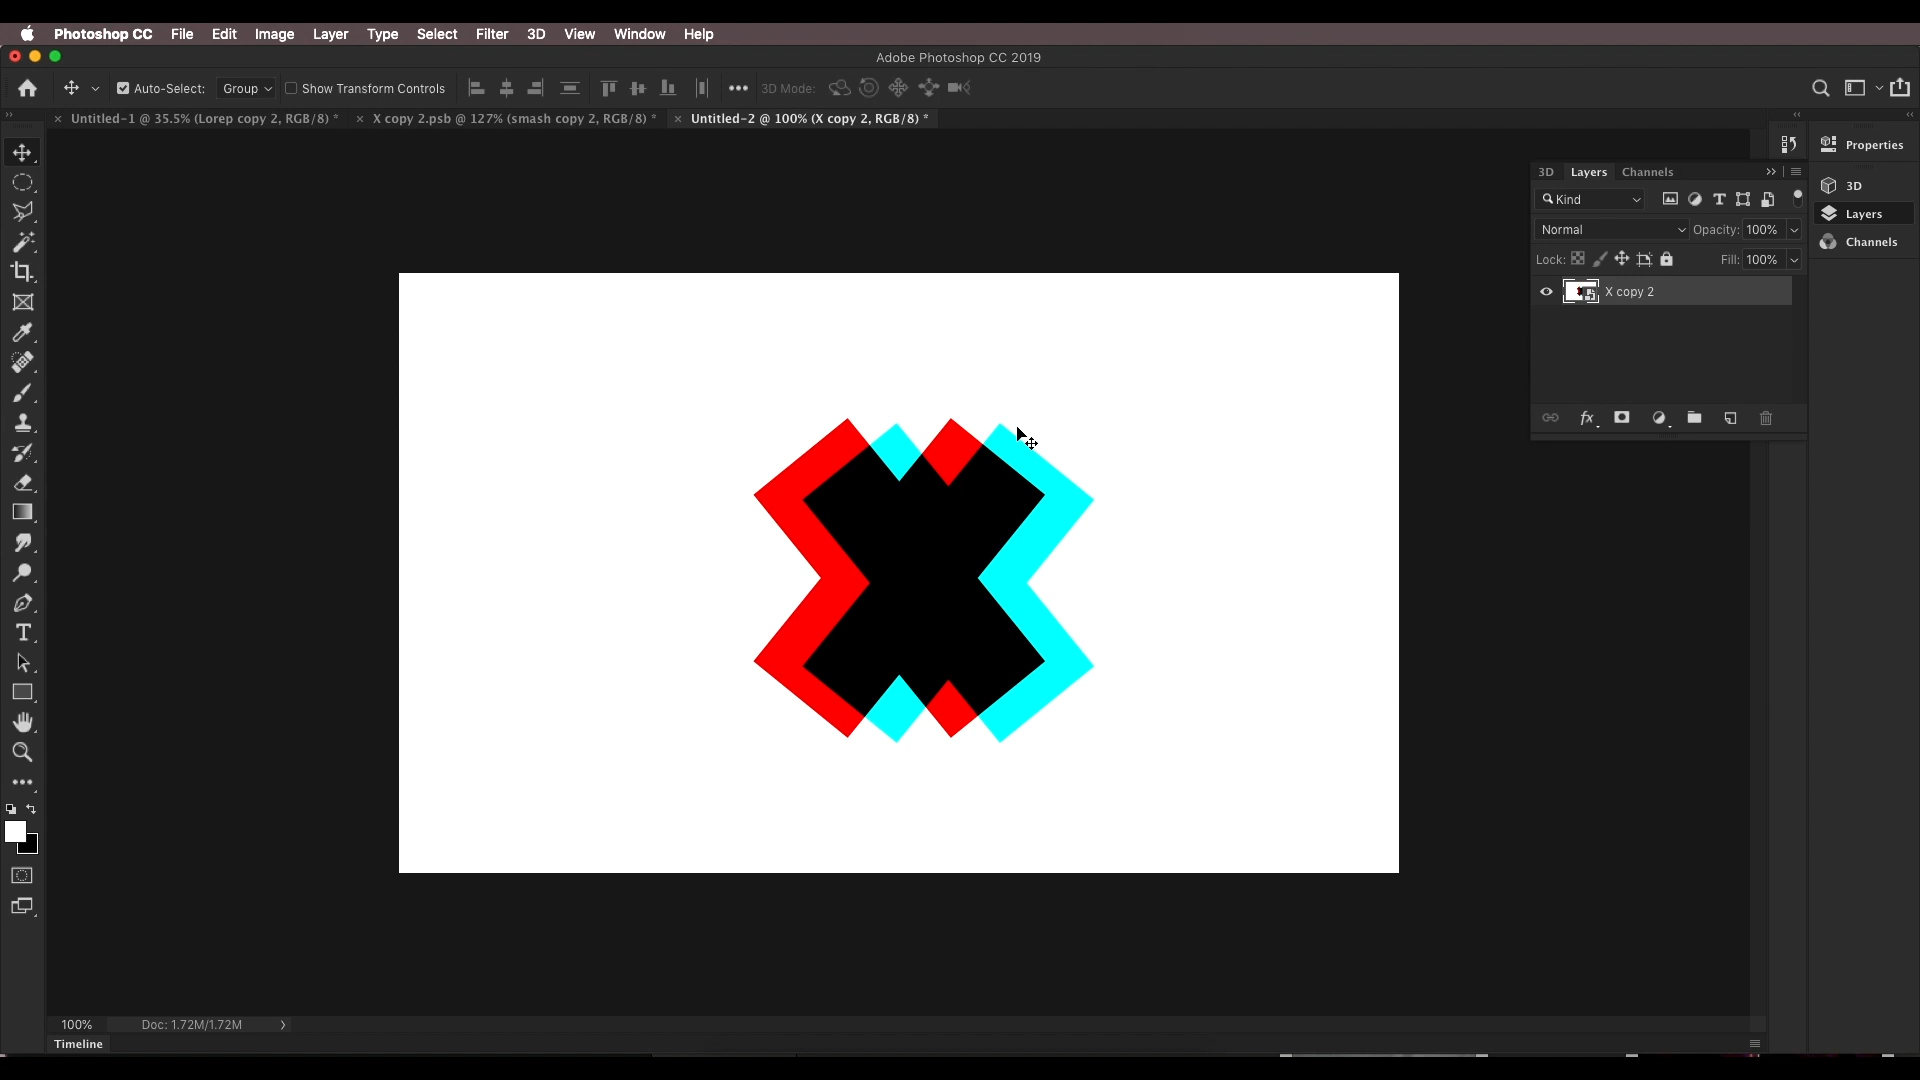 Photoshop CC File Edit Image Layer Type Select Filter 3D View Window Help
Adobe Photoshop CC 2019
Auto-Select: Group Show Transform Controls 3D Mode:
Untitled-1 @ 35.5% (Lorep copy 2, RGB/8) * X copy 2.psb @ 127% (smash copy 2, RGB/8) * Untitled-2 @ 100% (X copy 2, RGB/8) *
Properties
3D Layers Channels
3D
Kind
Layers
Normal Opacity: 100%
Channels
Lock: Fill: 100%
X copy 2
fx
100% Doc: 1.72M/1.72M
Timeline